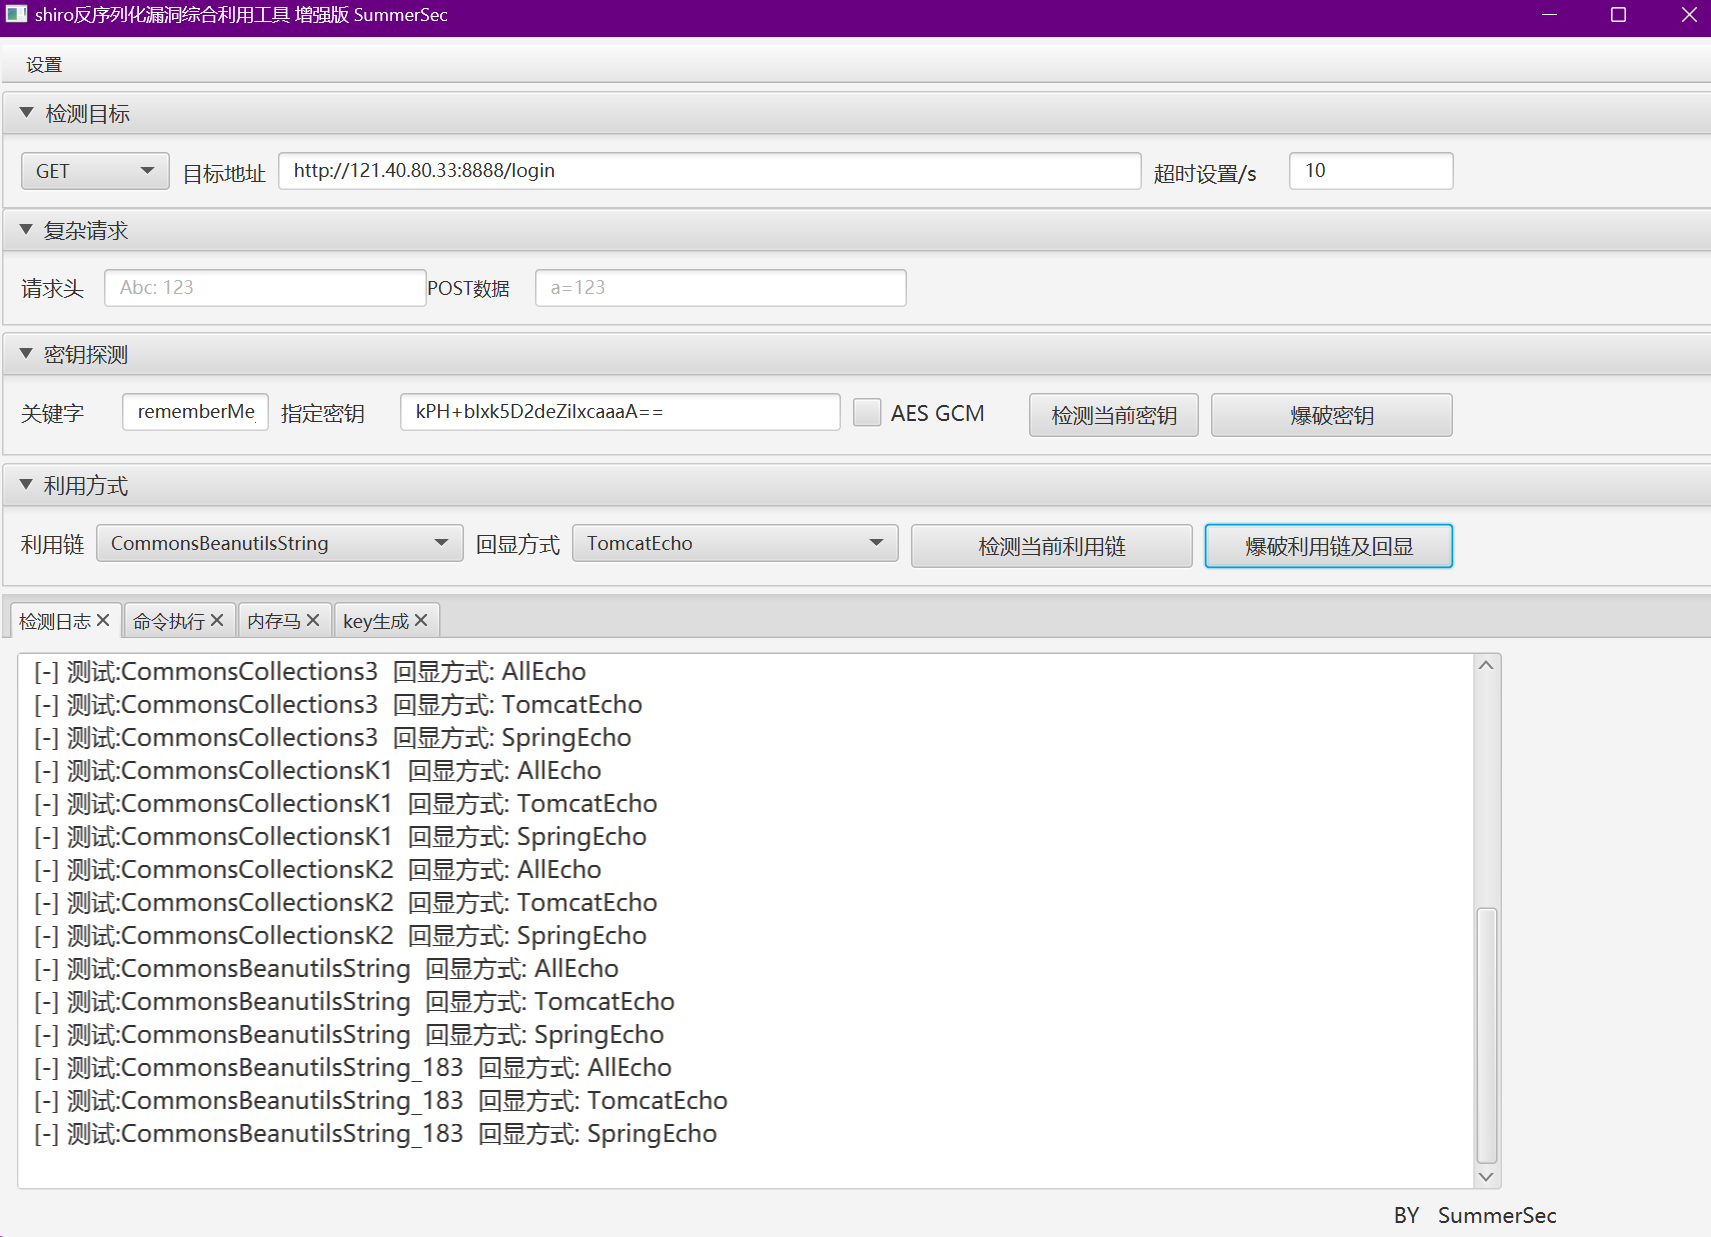 shiro反序列化漏洞综合利用工具 增强版 SummerSec
设置
检测目标
GET 目标地址 http://121.40.80.33:8888/login 超时设置/s 10
复杂请求
请求头 Abc: 123 POST数据 a=123
密钥探测
关键字 rememberMe 指定密钥 kPH+bIxk5D2deZiIxcaaaA== AES GCM 检测当前密钥 爆破密钥
利用方式
利用链 CommonsBeanutilsString 回显方式 TomcatEcho 检测当前利用链 爆破利用链及回显
检测日志 命令执行 内存马 key生成
[-] 测试:CommonsCollections3 回显方式: AllEcho
[-] 测试:CommonsCollections3 回显方式: TomcatEcho
[-] 测试:CommonsCollections3 回显方式: SpringEcho
[-] 测试:CommonsCollectionsK1 回显方式: AllEcho
[-] 测试:CommonsCollectionsK1 回显方式: TomcatEcho
[-] 测试:CommonsCollectionsK1 回显方式: SpringEcho
[-] 测试:CommonsCollectionsK2 回显方式: AllEcho
[-] 测试:CommonsCollectionsK2 回显方式: TomcatEcho
[-] 测试:CommonsCollectionsK2 回显方式: SpringEcho
[-] 测试:CommonsBeanutilsString 回显方式: AllEcho
[-] 测试:CommonsBeanutilsString 回显方式: TomcatEcho
[-] 测试:CommonsBeanutilsString 回显方式: SpringEcho
[-] 测试:CommonsBeanutilsString_183 回显方式: AllEcho
[-] 测试:CommonsBeanutilsString_183 回显方式: TomcatEcho
[-] 测试:CommonsBeanutilsString_183 回显方式: SpringEcho
BY SummerSec